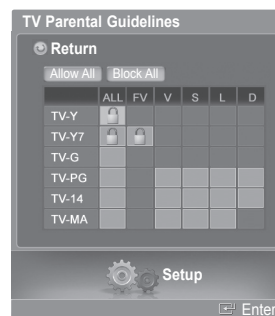 TV Parental Guidelines
Return
Allow All Block All
ALL FV V S L D
TV-Y
TV-Y7
TV-G
TV-PG
TV-14
TV-MA
Setup
Enter